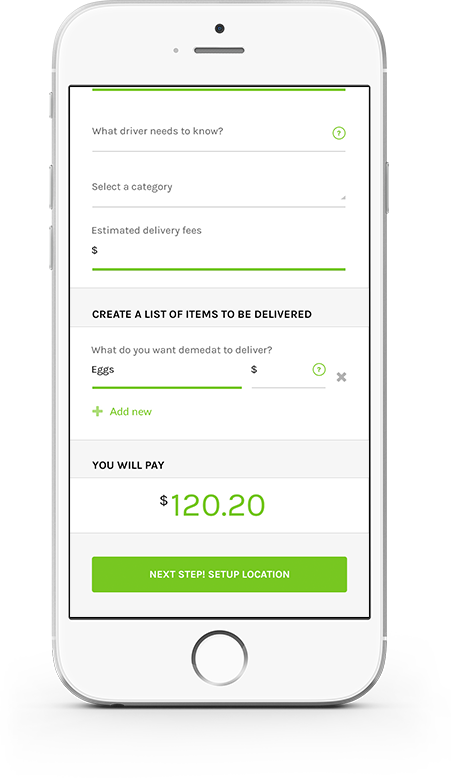 What driver needs to know?
?
Select a category
Estimated delivery fees
$
CREATE A LIST OF ITEMS TO BE DELIVERED
What do you want demedat to deliver?
Eggs $ ?
Add new
YOU WILL PAY
$120.20
NEXT STEP! SETUP LOCATION